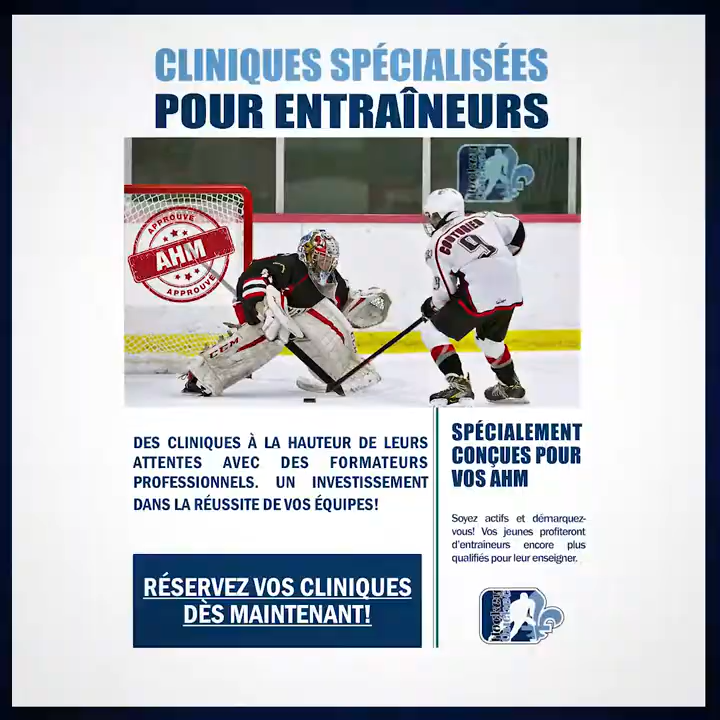 CLINIQUES SPÉCIALISÉES
POUR ENTRAÎNEURS
APPROUVÉ
AHM
APPROUVÉ
COUTURIER
9
CCM
DES CLINIQUES À LA HAUTEUR DE LEURS
ATTENTES AVEC DES FORMATEURS
PROFESSIONNELS. UN INVESTISSEMENT
DANS LA RÉUSSITE DE VOS ÉQUIPES!
RÉSERVEZ VOS CLINIQUES
DÈS MAINTENANT!
SPÉCIALEMENT
CONÇUES POUR
VOS AHM
Soyez actifs et démarquez-
vous! Vos jeunes profiteront
d'entraineurs encore plus
qualifiés pour leur enseigner.
hockey